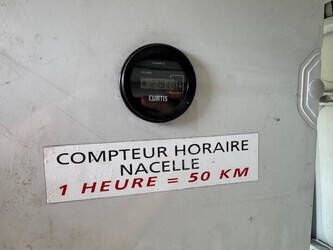 CURTIS
COMPTEUR HORAIRE
NACELLE
1 HEURE = 50 KM